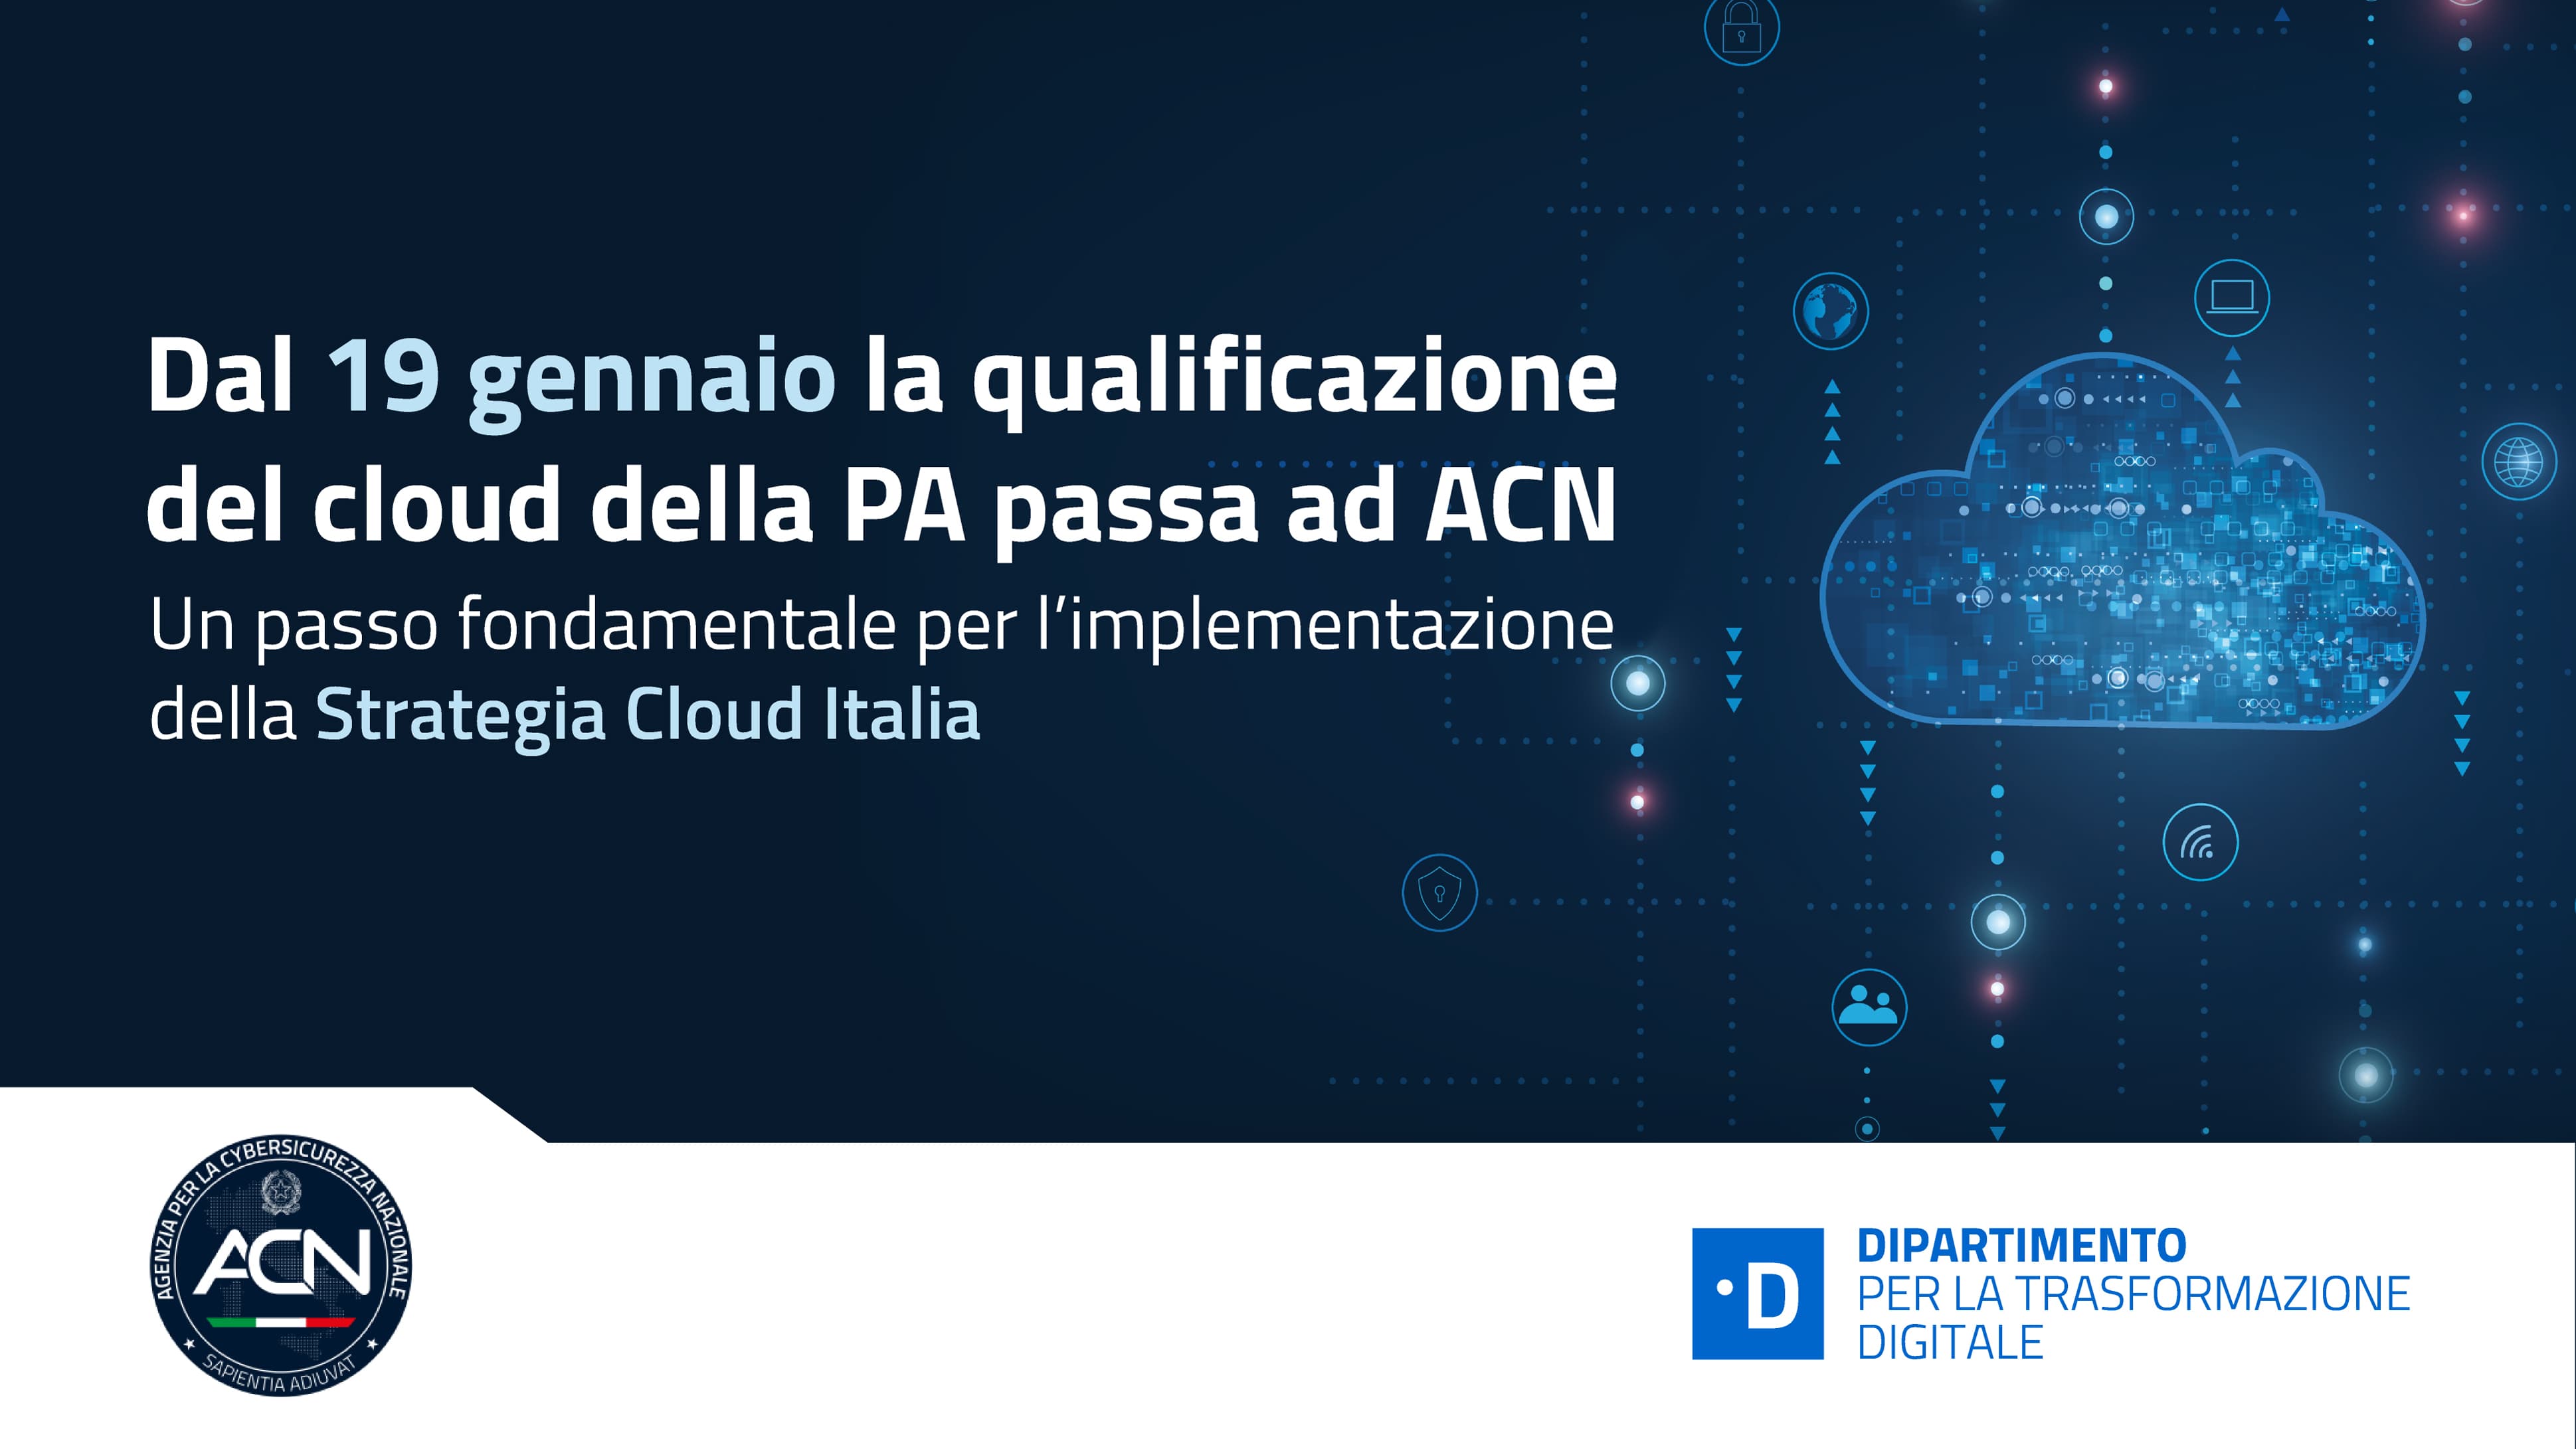 Dal 19 gennaio la qualificazione
del cloud della PA passa ad ACN
Un passo fondamentale per l’implementazione
della Strategia Cloud Italia
AGENZIA PER LA CYBERSICUREZZA NAZIONALE
ACN
SAPIENTIA ADIUVAT
D
DIPARTIMENTO
PER LA TRASFORMAZIONE
DIGITALE